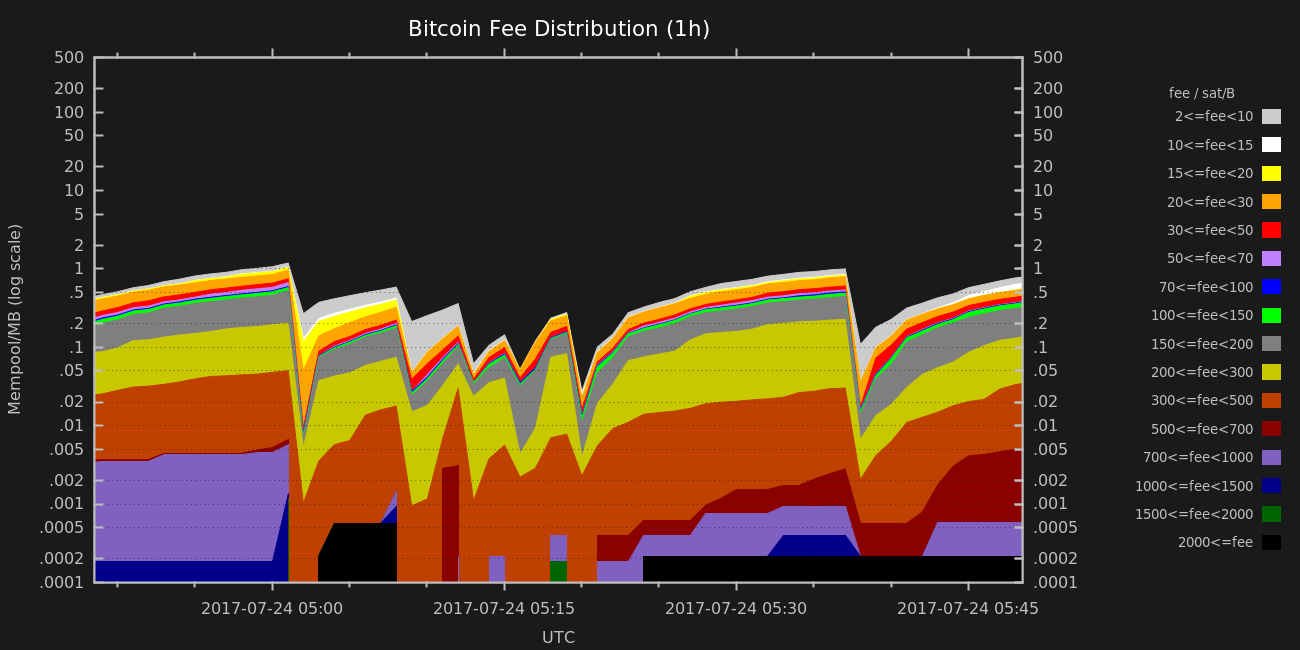 Bitcoin Fee Distribution (1h)
Mempool/MB (log scale)
500
200
100
50
20
10
5
2
1
.5
.2
.1
.05
.02
.01
.005
.002
.001
.0005
.0002
.0001
500
200
100
50
20
10
5
2
1
.5
.2
.1
.05
.02
.01
.005
.002
.001
.0005
.0002
.0001
2017-07-24 05:00
2017-07-24 05:15
2017-07-24 05:30
2017-07-24 05:45
UTC
fee / sat/B
2<=fee<10
10<=fee<15
15<=fee<20
20<=fee<30
30<=fee<50
50<=fee<70
70<=fee<100
100<=fee<150
150<=fee<200
200<=fee<300
300<=fee<500
500<=fee<700
700<=fee<1000
1000<=fee<1500
1500<=fee<2000
2000<=fee